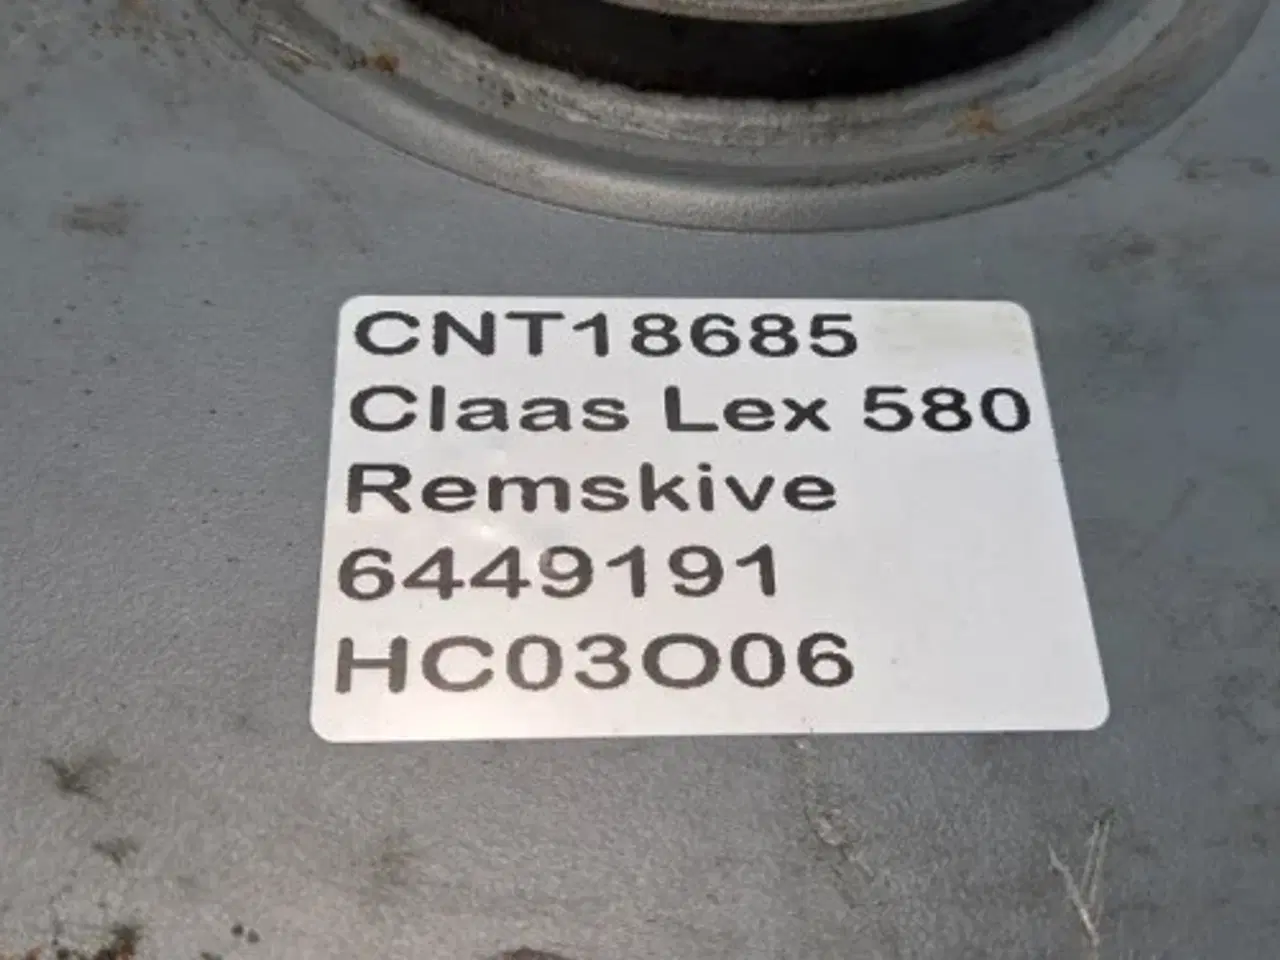 CNT18685
Claas Lex 580
Remskive
6449191
HC03O06